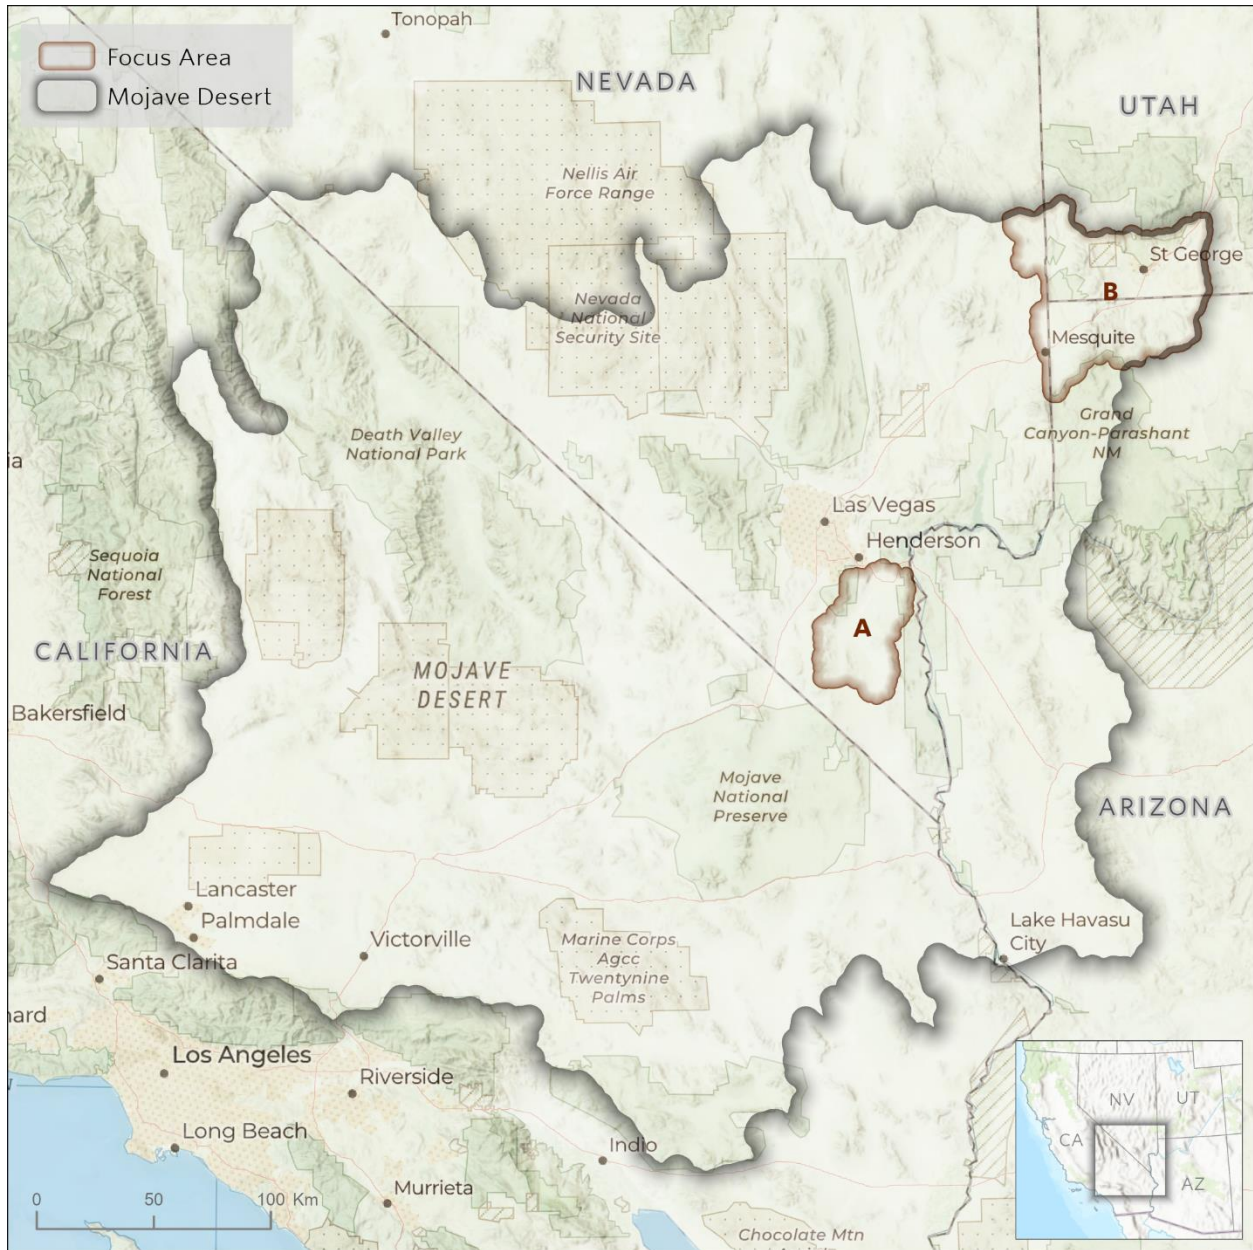 Tonopah
Focus Area
Mojave Desert
NEVADA
UTAH
Nellis Air
Force Range
St George
B
Nevada
National
Security Site
Mesquite
Grand
Canyon-Parashant
NM
Death Valley
National Park
ia
Las Vegas
Henderson
Sequoia
National
Forest
A
CALIFORNIA
MOJAVE
DESERT
Bakersfield
Mojave
National
Preserve
ARIZONA
Lancaster
Palmdale
Victorville
Marine Corps
Agcc
Twentynine
Palms
Lake Havasu
City
Santa Clarita
nard
Los Angeles
Riverside
Long Beach
Indio
Murrieta
Chocolate Mtn
0 50 100 Km
NV
UT
CA
AZ